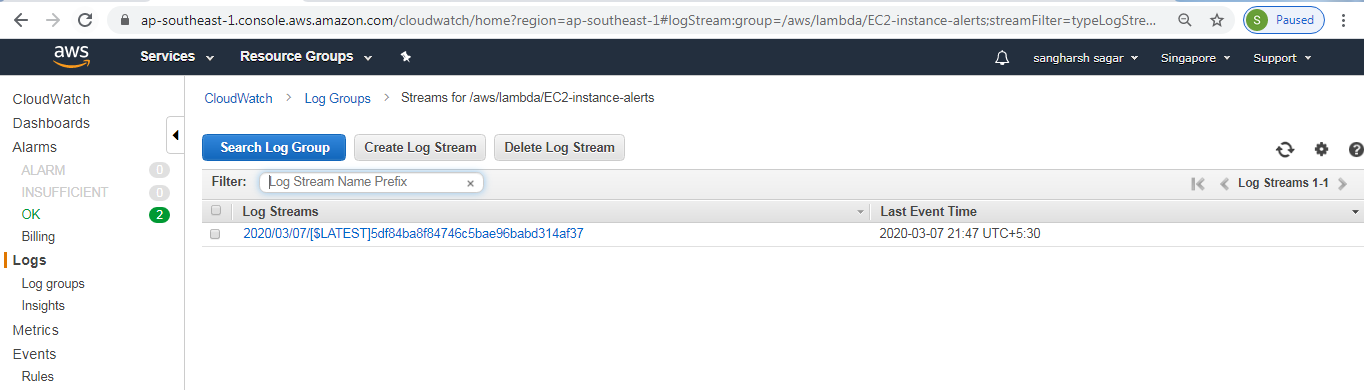 ap-southeast-1.console.aws.amazon.com/cloudwatch/home?region=ap-southeast-1#logStream:group=/aws/lambda/EC2-instance-alerts;streamFilter=typeLogStre...
S Paused
aws Services Resource Groups sangharsh sagar Singapore Support
CloudWatch
Dashboards
Alarms
ALARM 0
INSUFFICIENT 0
OK 2
Billing
Logs
Log groups
Insights
Metrics
Events
Rules
CloudWatch > Log Groups > Streams for /aws/lambda/EC2-instance-alerts
Search Log Group Create Log Stream Delete Log Stream
Filter: Log Stream Name Prefix × Log Streams 1-1
Log Streams Last Event Time
2020/03/07/[$LATEST]5df84ba8f84746c5bae96babd314af37 2020-03-07 21:47 UTC+5:30